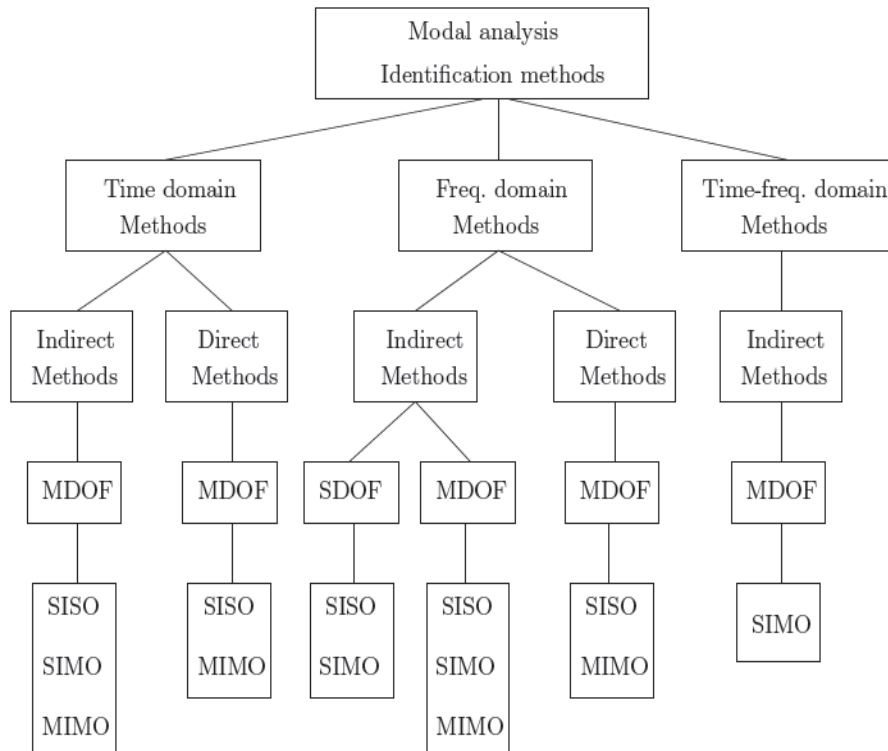 Modal analysis
Identification methods
Time domain
Methods
Freq. domain
Methods
Time-freq. domain
Methods
Indirect
Methods
Direct
Methods
Indirect
Methods
Direct
Methods
Indirect
Methods
MDOF
MDOF
SDOF
MDOF
MDOF
MDOF
SISO
SIMO
MIMO
SISO
MIMO
SISO
SIMO
SISO
SIMO
MIMO
SISO
MIMO
SIMO